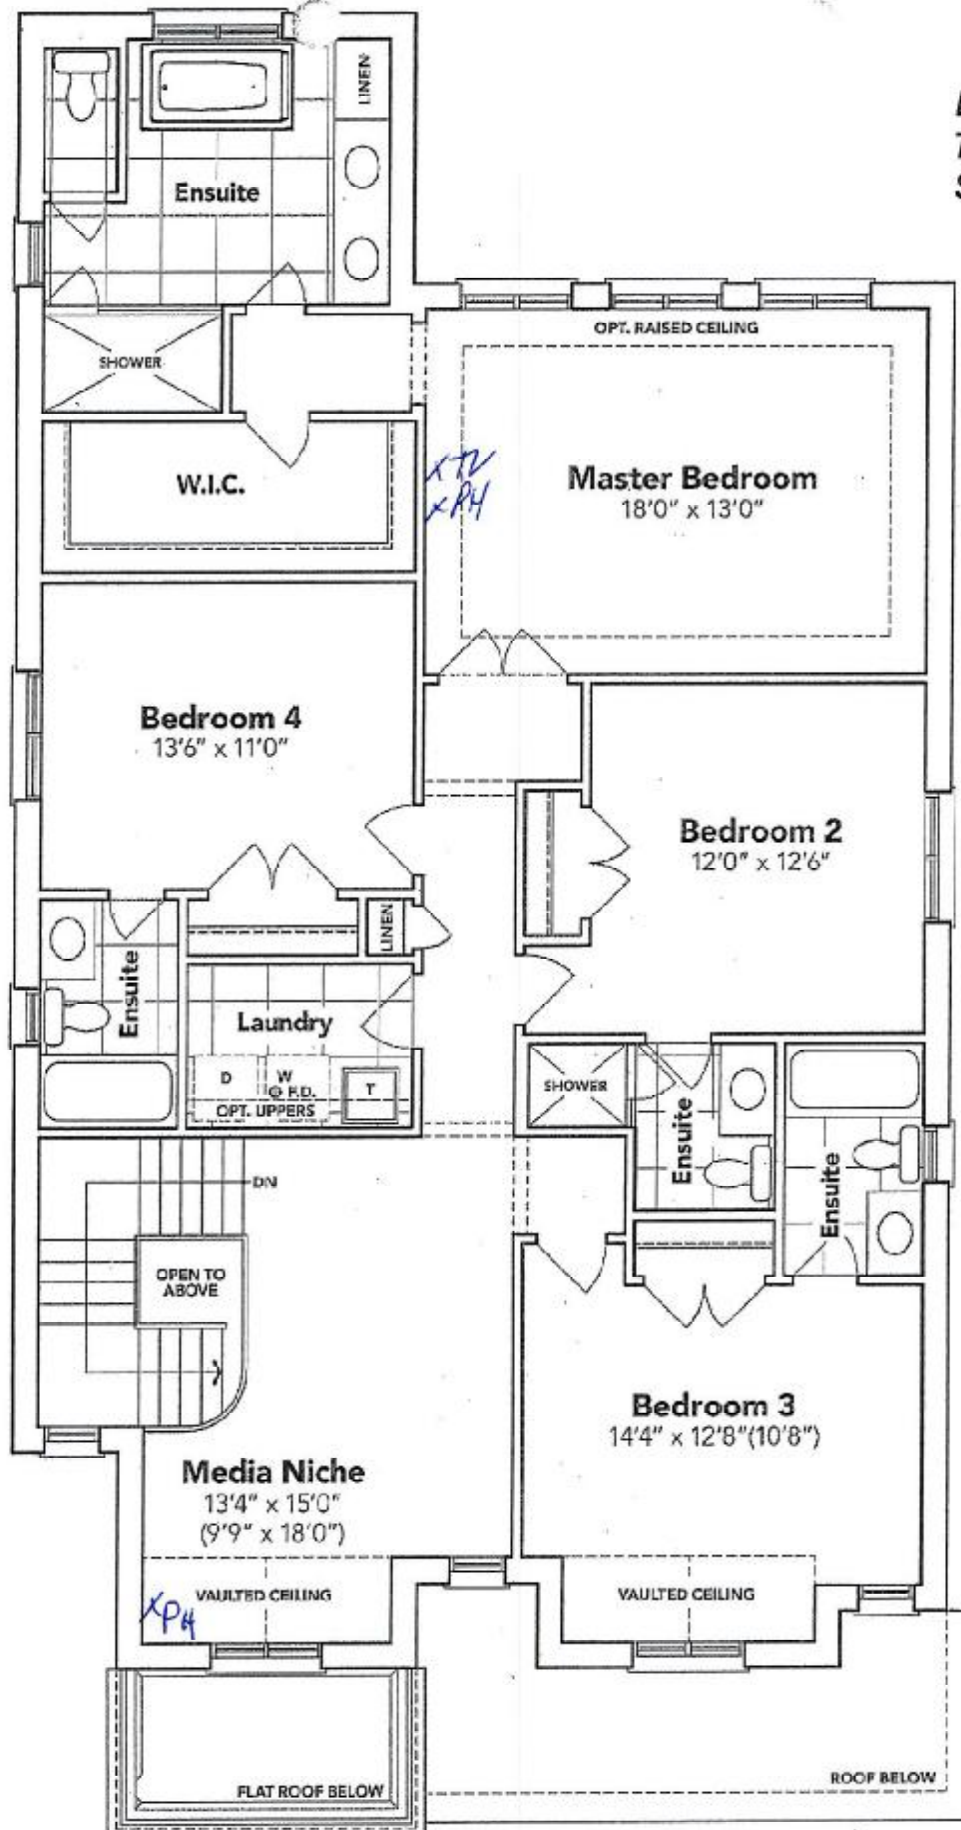 LINEN
Ensuite
SHOWER
OPT. RAISED CEILING
W.I.C.
x TV
x PH
Master Bedroom
18'0" x 13'0"
Bedroom 4
13'6" x 11'0"
Bedroom 2
12'0" x 12'6"
LINEN
Ensuite
Laundry
D
W
F.D.
T
OPT. UPPERS
SHOWER
Ensuite
Ensuite
DN
OPEN TO
ABOVE
Bedroom 3
14'4" x 12'8"(10'8")
Media Niche
13'4" x 15'0"
(9'9" x 18'0")
VAULTED CEILING
x PH
VAULTED CEILING
FLAT ROOF BELOW
ROOF BELOW